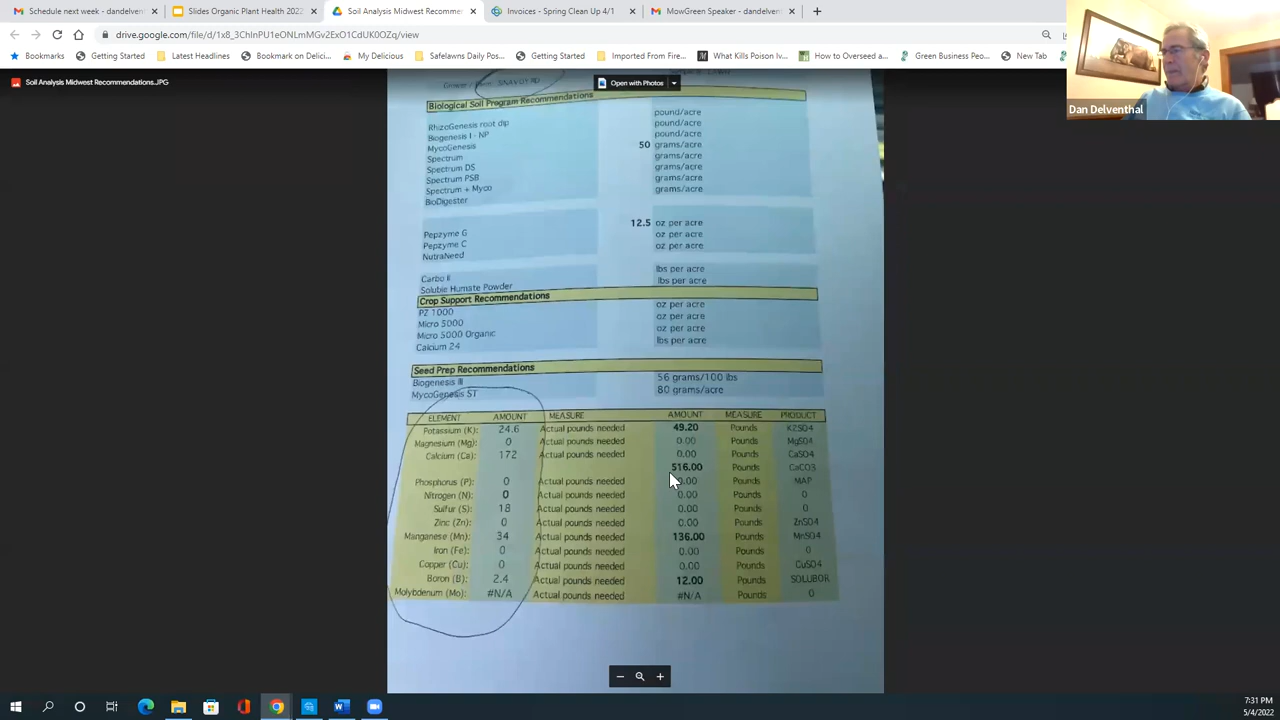 Schedule next week - dandelven
Slides Organic Plant Health 2022
Soil Analysis Midwest Recommen
Invoices - Spring Clean Up 4/1
MowGreen Speaker - dandelvent
drive.google.com/file/d/1x8_3ChInPU1eONLmMGv2ExO1CdUK0OZq/view
Bookmarks
Getting Started
Latest Headlines
Bookmark on Delici...
My Delicious
Safelawns Daily Pos...
Getting Started
Imported From Fire...
What Kills Poison Iv...
How to Overseed a...
Green Business Peo...
New Tab
Soil Analysis Midwest Recommendations.JPG
Open with Photos
Dan Delventhal
Biological Soil Program Recommendations
pound/acre
RhizoGenesis root dip pound/acre
Biogenesis I - NP pound/acre
MycoGenesis 50 grams/acre
Spectrum grams/acre
Spectrum DS grams/acre
Spectrum PSB grams/acre
Spectrum + Myco grams/acre
BioDigester
12.5 oz per acre
Pepzyme G oz per acre
Pepzyme C oz per acre
NutraNeed
Carbo II lbs per acre
Soluble Humate Powder lbs per acre
Crop Support Recommendations
PZ 1000 oz per acre
Micro 5000 oz per acre
Micro 5000 Organic oz per acre
Calcium 24 lbs per acre
Seed Prep Recommendations
Biogenesis III 56 grams/100 lbs
MycoGenesis ST 80 grams/acre
ELEMENT AMOUNT MEASURE AMOUNT MEASURE PRODUCT
Potassium (K): 24.6 Actual pounds needed 49.20 Pounds K2SO4
Magnesium (Mg): 0 Actual pounds needed 0.00 Pounds MgSO4
Calcium (Ca): 172 Actual pounds needed 0.00 Pounds CaSO4
516.00 Pounds CaCO3
Phosphorus (P): 0 Actual pounds needed 0.00 Pounds MAP
Nitrogen (N): 0 Actual pounds needed 0.00 Pounds 0
Sulfur (S): 18 Actual pounds needed 0.00 Pounds 0
Zinc (Zn): 0 Actual pounds needed 0.00 Pounds ZnSO4
Manganese (Mn): 34 Actual pounds needed 136.00 Pounds MnSO4
Iron (Fe): 0 Actual pounds needed 0.00 Pounds 0
Copper (Cu): 0 Actual pounds needed 0.00 Pounds CuSO4
Boron (B): 2.4 Actual pounds needed 12.00 Pounds SOLUBOR
Molybdenum (Mo): #N/A Actual pounds needed #N/A Pounds 0
7:31 PM
5/4/2022